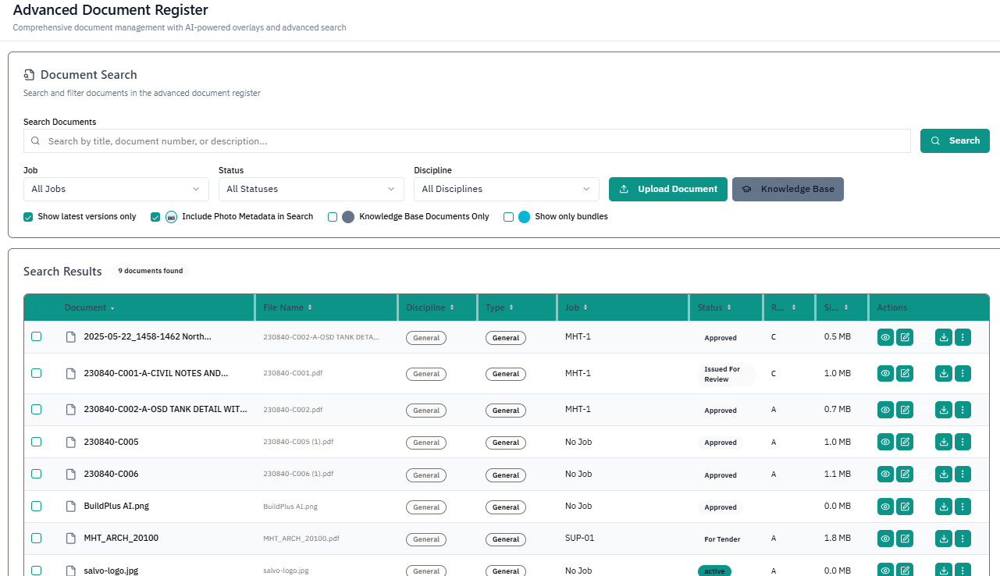 Advanced Document Register
Comprehensive document management with AI-powered overlays and advanced search
Document Search
Search and filter documents in the advanced document register
Search Documents
Search by title, document number, or description...
Search
Job
Status
Discipline
All Jobs
All Statuses
All Disciplines
Upload Document
Knowledge Base
Show latest versions only
Include Photo Metadata in Search
Knowledge Base Documents Only
Show only bundles
Search Results 9 documents found
Document File Name Discipline Type Job Status R... Si... Actions
2025-05-22_1458-1462 North... 230840-C002-A-OSD TANK DETA... General General MHT-1 Approved C 0.5 MB
230840-C001-A-CIVIL NOTES AND... 230840-C001.pdf General General MHT-1 Issued For Review C 1.0 MB
230840-C002-A-OSD TANK DETAIL WIT... 230840-C002.pdf General General MHT-1 Approved A 0.7 MB
230840-C005 230840-C005 (1).pdf General General No Job Approved A 1.0 MB
230840-C006 230840-C006 (1).pdf General General No Job Approved A 1.1 MB
BuildPlus AI.png BuildPlus AI.png General General No Job Approved 0.0 MB
MHT_ARCH_20100 MHT_ARCH_20100.pdf General General SUP-01 For Tender A 1.8 MB
salvo-logo.jpg salvo-logo.jpg General General No Job active A 0.0 MB